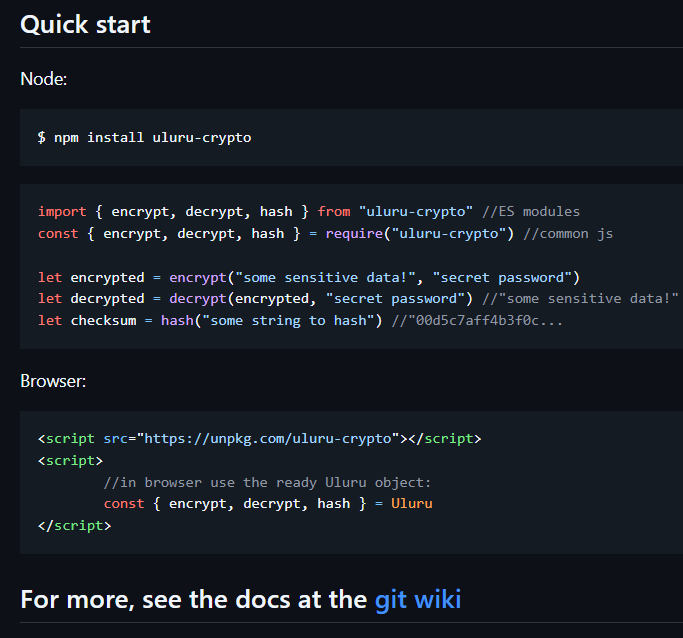 Quick start
Node:
$ npm install uluru-crypto
import { encrypt, decrypt, hash } from "uluru-crypto" //ES modules
const { encrypt, decrypt, hash } = require("uluru-crypto") //common js
let encrypted = encrypt("some sensitive data!", "secret password")
let decrypted = decrypt(encrypted, "secret password") //"some sensitive data!"
let checksum = hash("some string to hash") //"00d5c7aff4b3f0c...
Browser:
<script src="https://unpkg.com/uluru-crypto"></script>
<script>
//in browser use the ready Uluru object:
const { encrypt, decrypt, hash } = Uluru
</script>
For more, see the docs at the git wiki